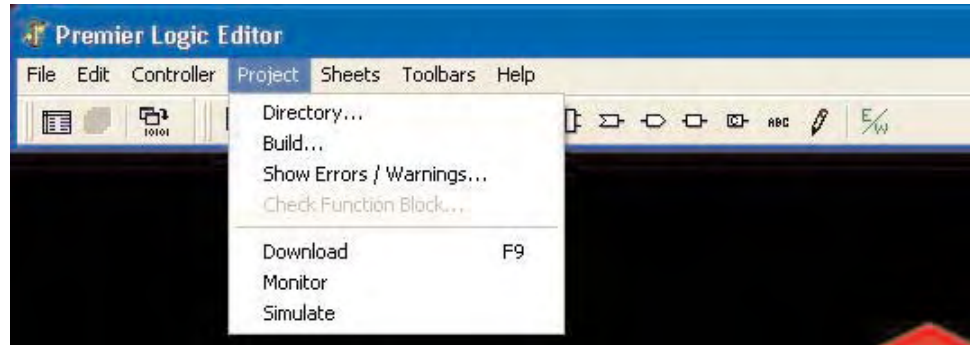 Premier Logic Editor
File Edit Controller Project Sheets Toolbars Help
10101 ABC E/W
Directory...
Build...
Show Errors / Warnings...
Check Function Block...
Download F9
Monitor
Simulate